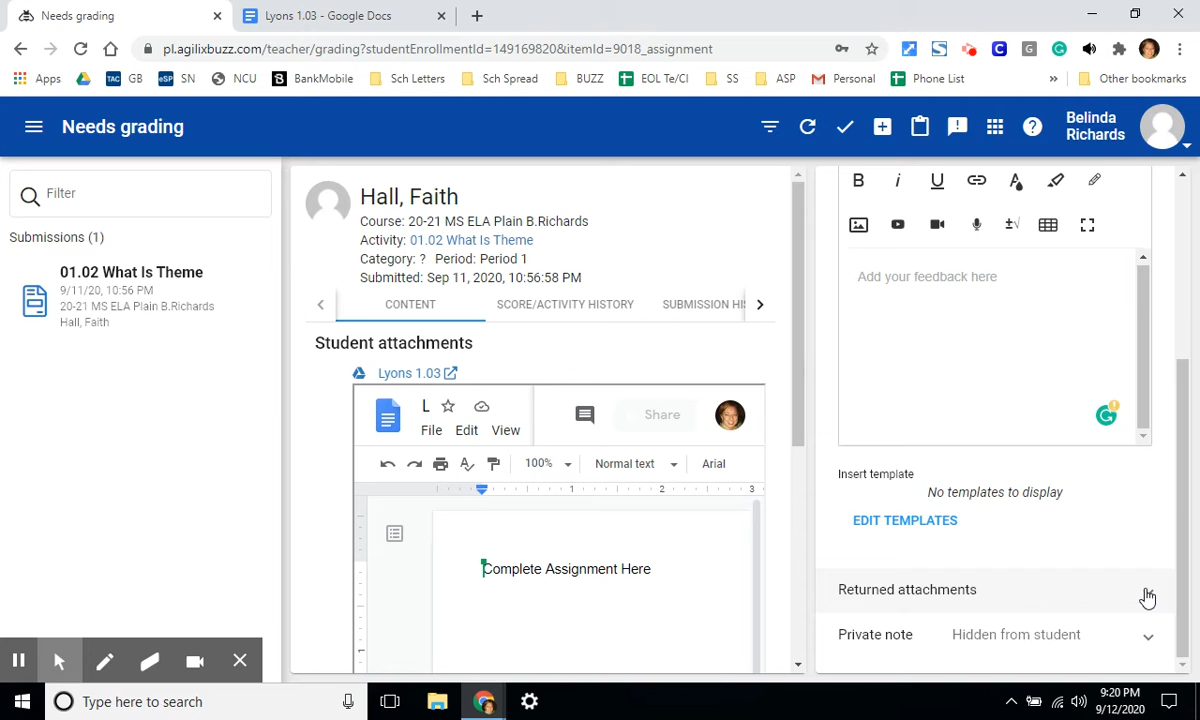 Needs grading
Lyons 1.03 - Google Docs
pl.agilixbuzz.com/teacher/grading?studentEnrollmentId=149169820&itemId=9018_assignment
Apps TAC GB eSP SN NCU B BankMobile Sch Letters Sch Spread BUZZ EOL Te/CI SS ASP Personal Phone List » Other bookmarks
Needs grading
Belinda
Richards
Filter
Submissions (1)
01.02 What Is Theme
9/11/20, 10:56 PM
20-21 MS ELA Plain B.Richards
Hall, Faith
Hall, Faith
Course: 20-21 MS ELA Plain B.Richards
Activity: 01.02 What Is Theme
Category: ? Period: Period 1
Submitted: Sep 11, 2020, 10:56:58 PM
CONTENT SCORE/ACTIVITY HISTORY SUBMISSION HIS
Student attachments
Lyons 1.03
L
Share
File Edit View
100% Normal text Arial
1 2 3
Complete Assignment Here
1
B i U
Add your feedback here
Insert template
No templates to display
EDIT TEMPLATES
Returned attachments
Private note Hidden from student
Type here to search
9:20 PM
9/12/2020